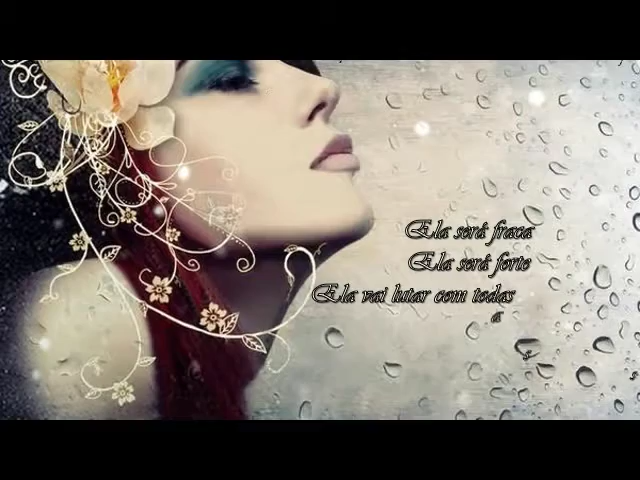 Ela será fraca
Ela será forte
Ela vai lutar com todas
a
s
s